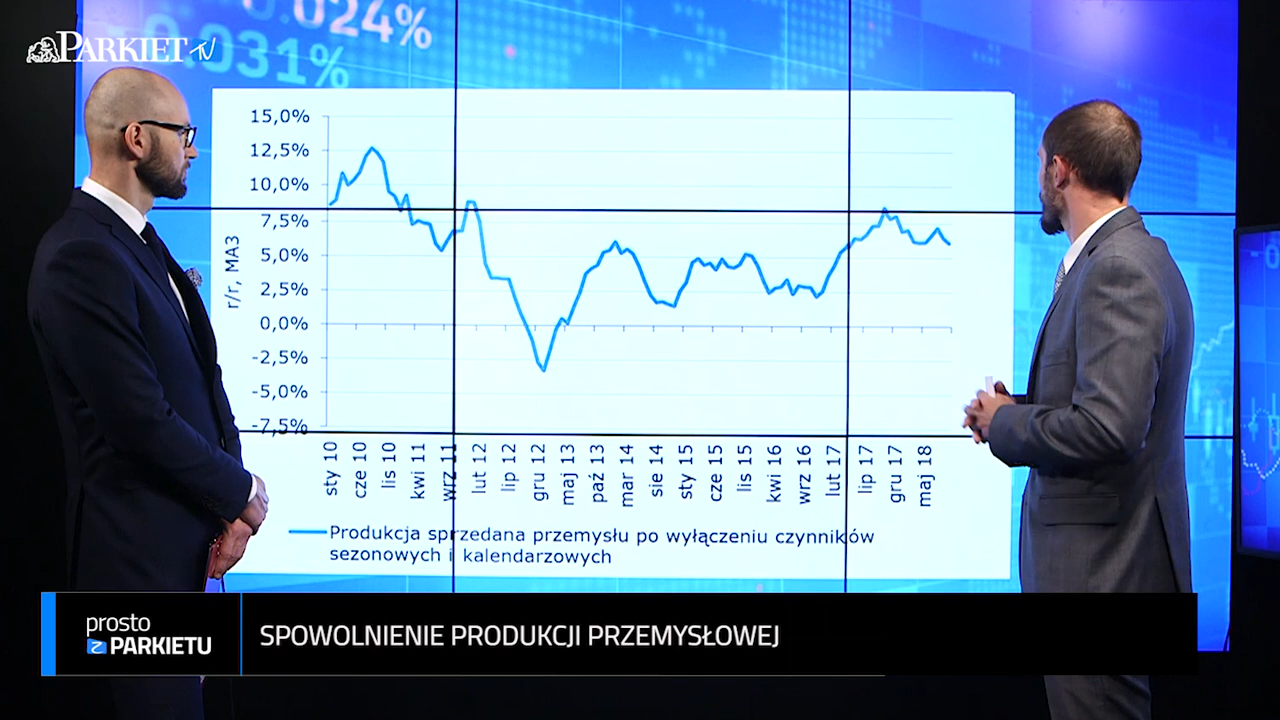 0.024%
0.031%
PARKIET TV
15,0%
12,5%
10,0%
7,5%
5,0%
2,5%
0,0%
-2,5%
-5,0%
-7,5%
r/r, MA3
sty 10
cze 10
lis 10
kwi 11
wrz 11
lut 12
lip 12
gru 12
maj 13
paź 13
mar 14
sie 14
sty 15
cze 15
lis 15
kwi 16
wrz 16
lut 17
lip 17
gru 17
maj 18
Produkcja sprzedana przemysłu po wyłączeniu czynników
sezonowych i kalendarzowych
prosto
z PARKIETU
SPOWOLNIENIE PRODUKCJI PRZEMYSŁOWEJ